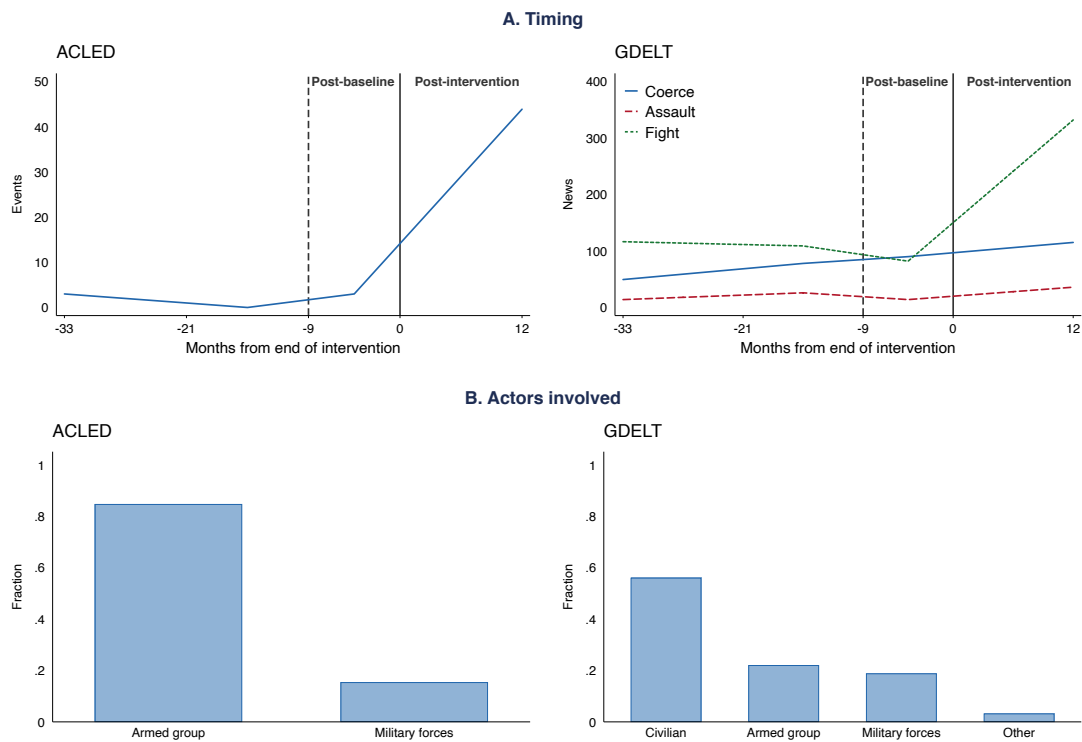 A. Timing
ACLED
Events
50
40
30
20
10
0
Post-baseline
Post-intervention
-33
-21
-9
0
12
Months from end of intervention
GDELT
News
400
300
200
100
0
Coerce
Assault
Fight
Post-baseline
Post-intervention
-33
-21
-9
0
12
Months from end of intervention
B. Actors involved
ACLED
Fraction
1
.8
.6
.4
.2
0
Armed group
Military forces
GDELT
Fraction
1
.8
.6
.4
.2
0
Civilian
Armed group
Military forces
Other